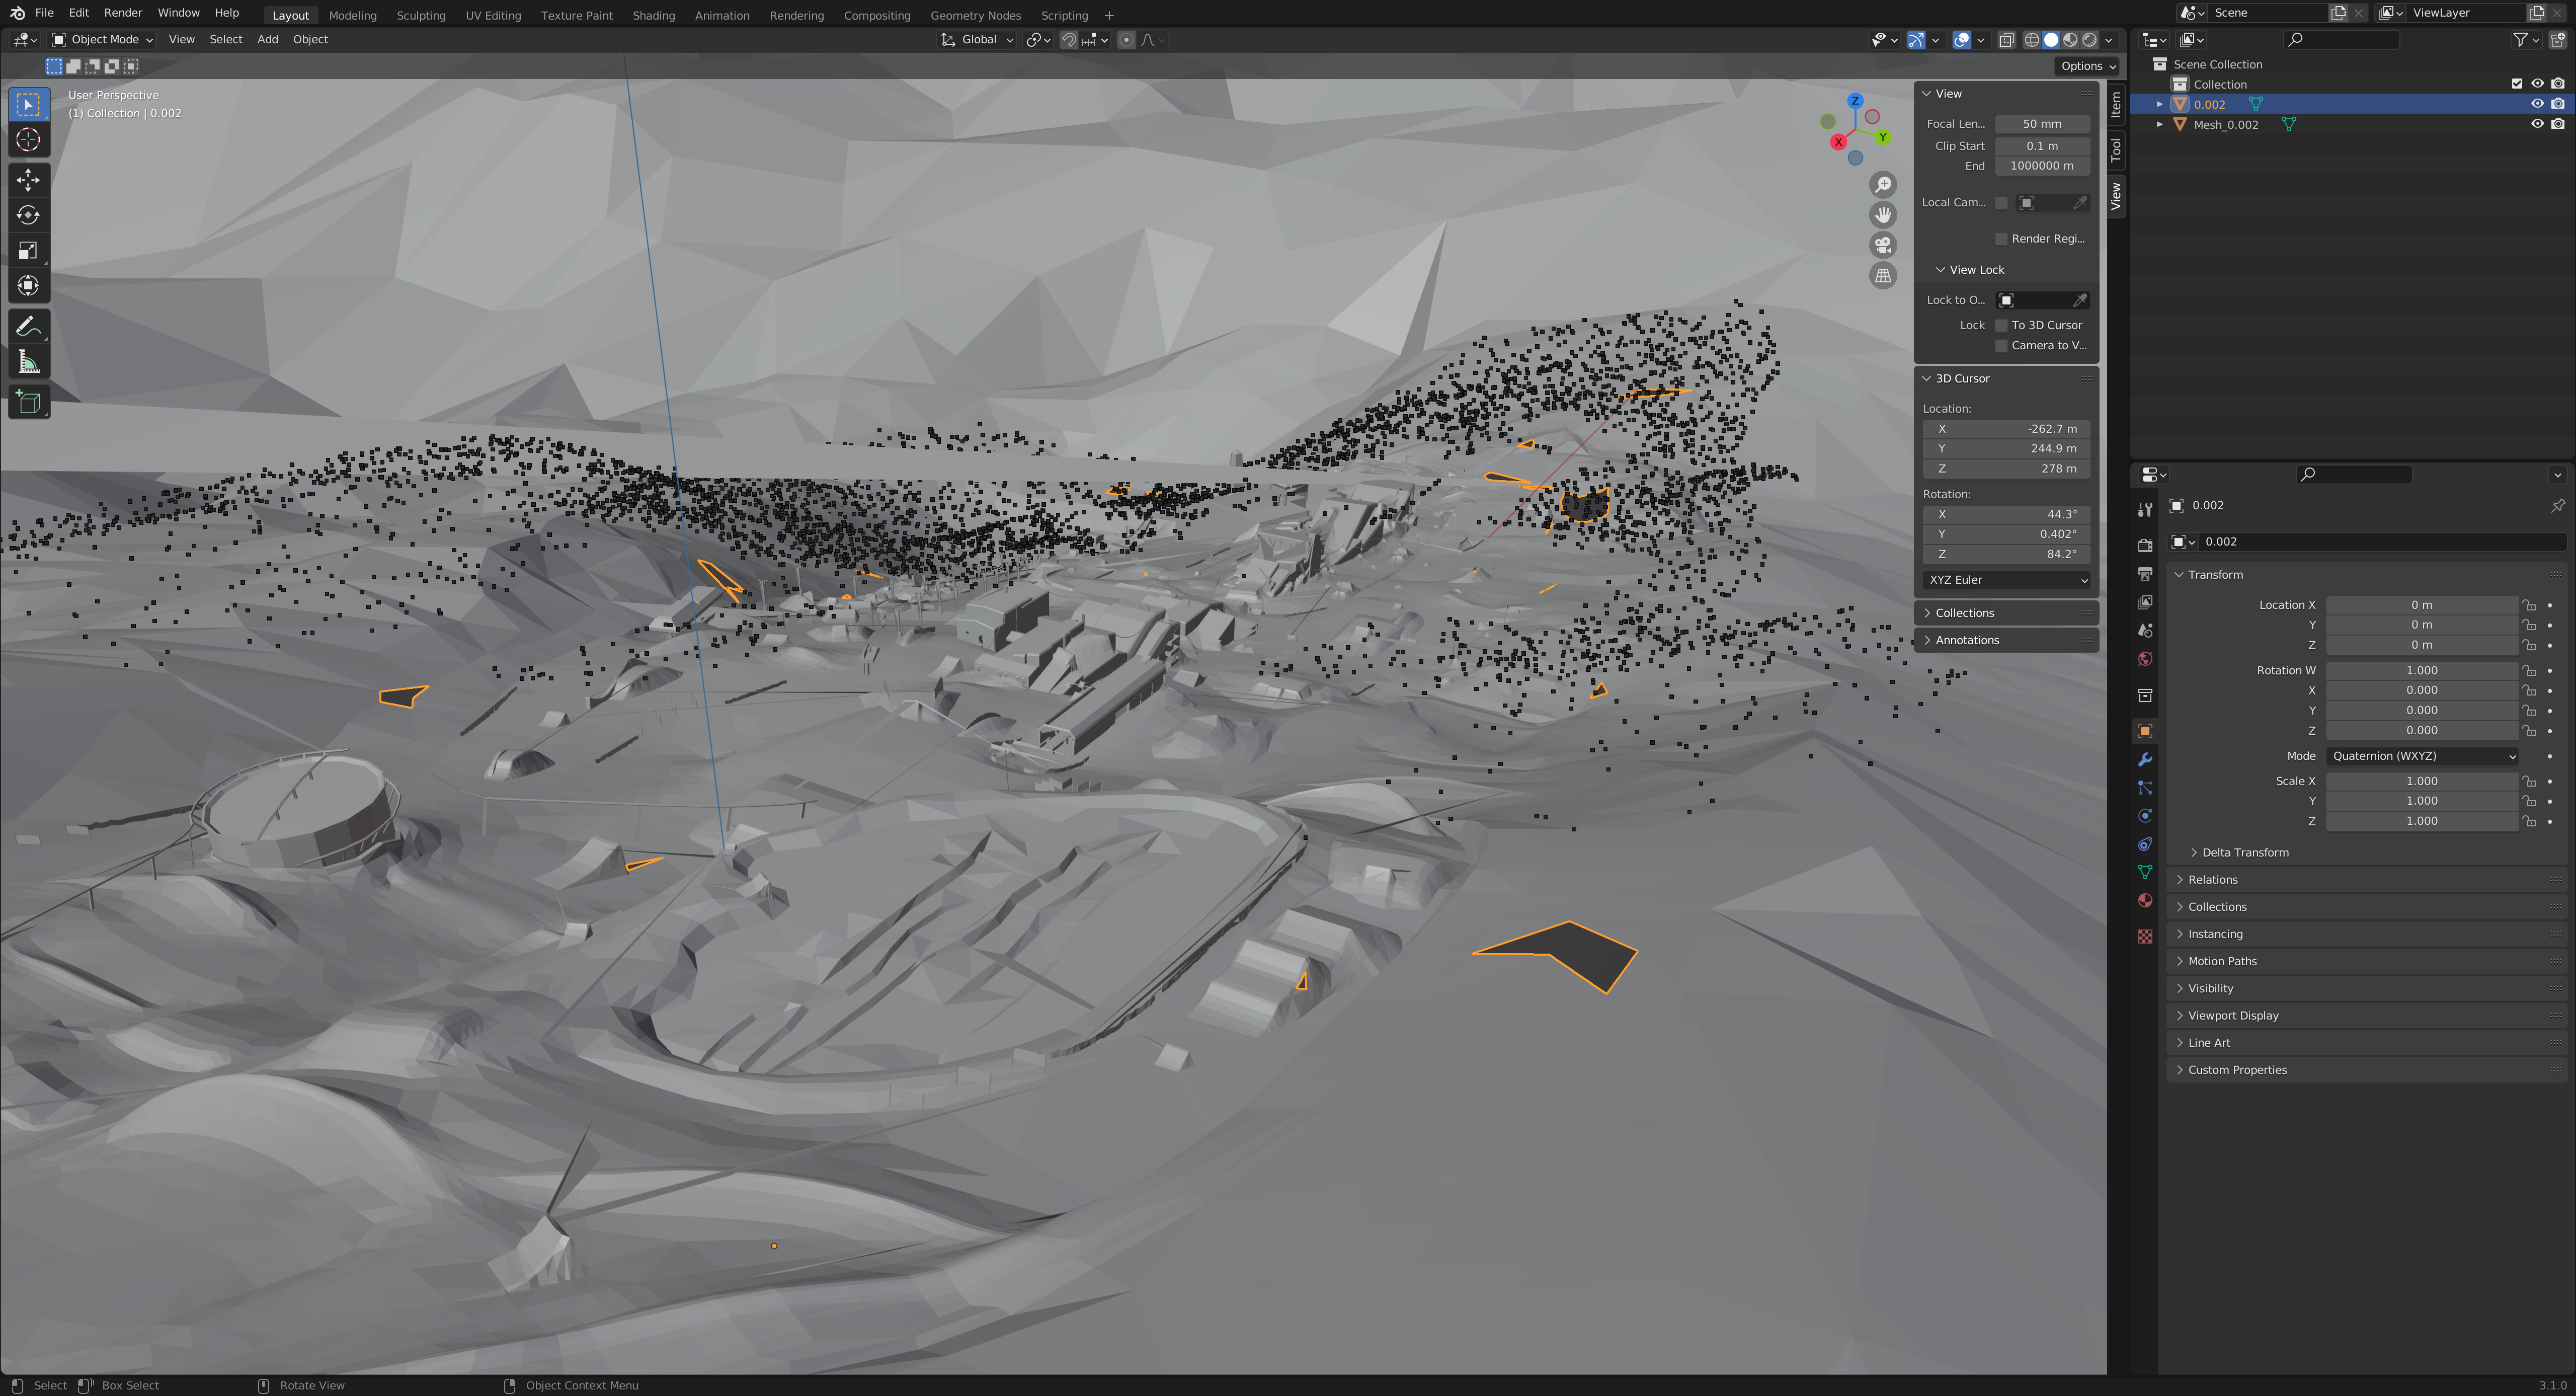 File Edit Render Window Help
Layout Modeling Sculpting UV Editing Texture Paint Shading Animation Rendering Compositing Geometry Nodes Scripting +
Scene
ViewLayer
Object Mode View Select Add Object
Global
Options
User Perspective
(1) Collection | 0.002
Z
Y
X
View
Focal Len... 50 mm
Clip Start 0.1 m
End 1000000 m
Local Cam...
Render Regi...
View Lock
Lock to O...
Lock To 3D Cursor
Camera to V...
3D Cursor
Location:
X -262.7 m
Y 244.9 m
Z 278 m
Rotation:
X 44.3°
Y 0.402°
Z 84.2°
XYZ Euler
Collections
Annotations
Item
Tool
View
Scene Collection
Collection
0.002
Mesh_0.002
0.002
0.002
Transform
Location X 0 m
Y 0 m
Z 0 m
Rotation W 1.000
X 0.000
Y 0.000
Z 0.000
Mode Quaternion (WXYZ)
Scale X 1.000
Y 1.000
Z 1.000
Delta Transform
Relations
Collections
Instancing
Motion Paths
Visibility
Viewport Display
Line Art
Custom Properties
Select Box Select Rotate View Object Context Menu
3.1.0